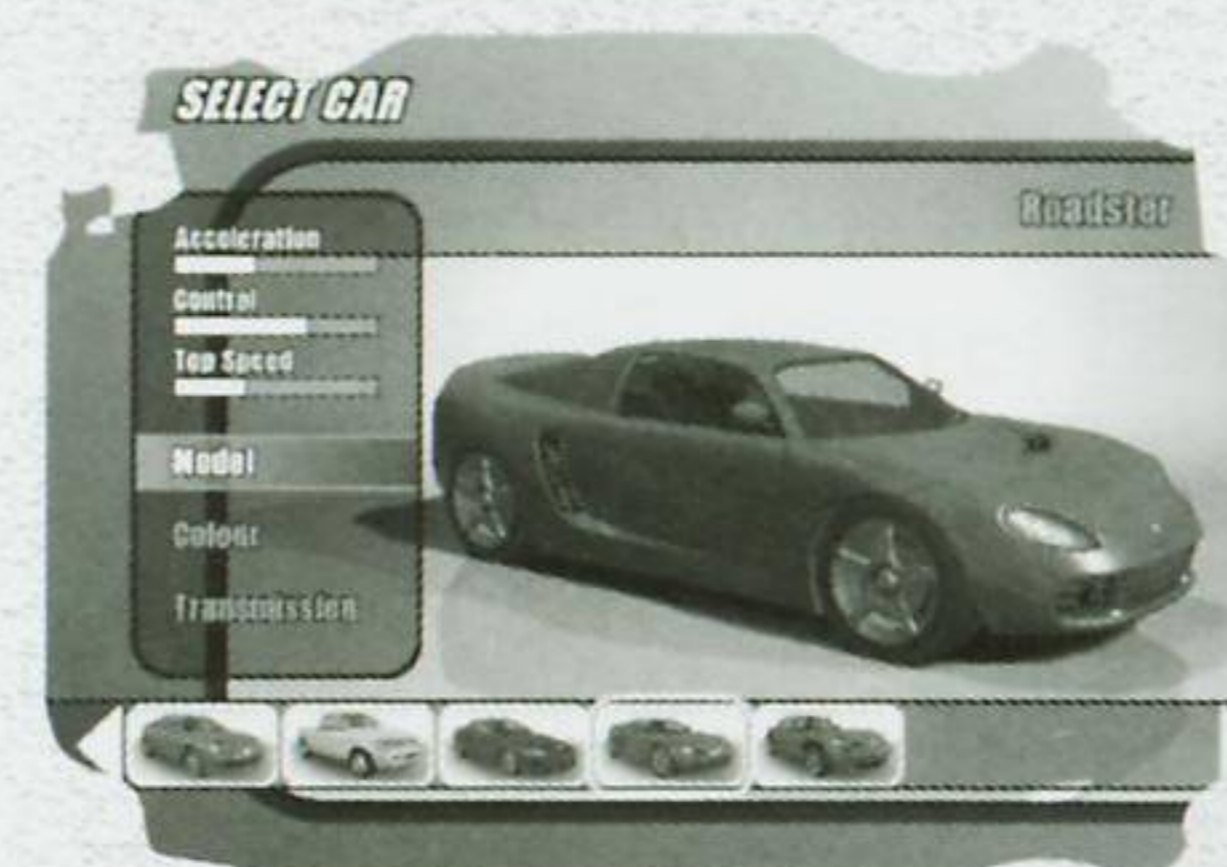 SELECT CAR
Roadster
Acceleration
Control
Top Speed
Model
Colour
Transmission